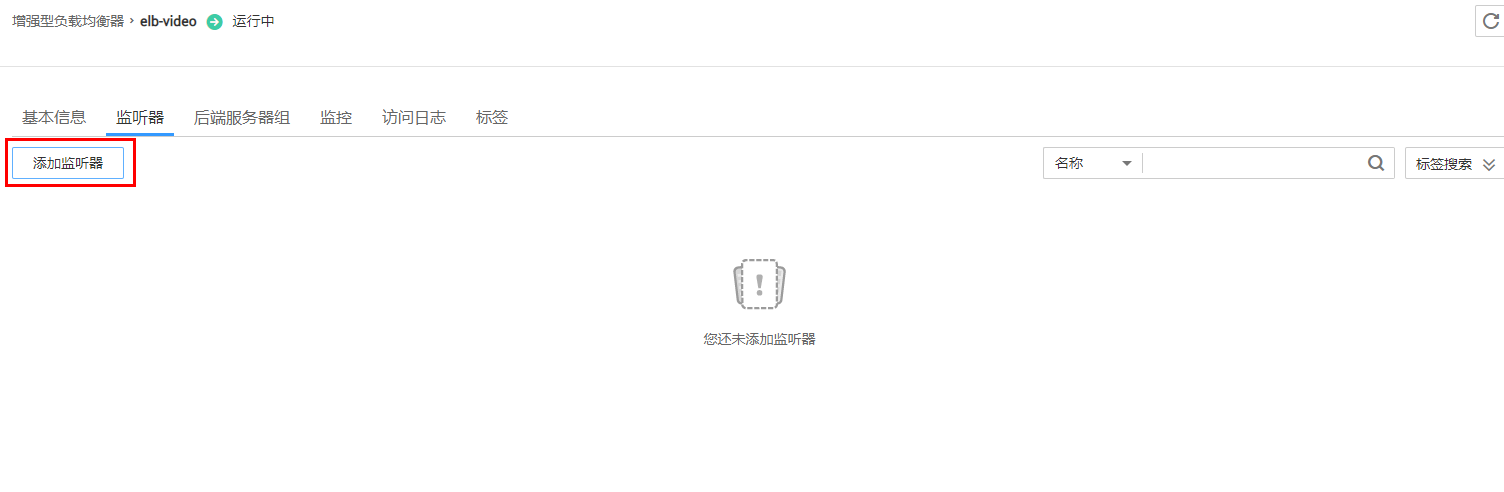 增强型负载均衡器 › elb-video 运行中
基本信息 监听器 后端服务器组 监控 访问日志 标签
添加监听器 名称 标签搜索
您还未添加监听器